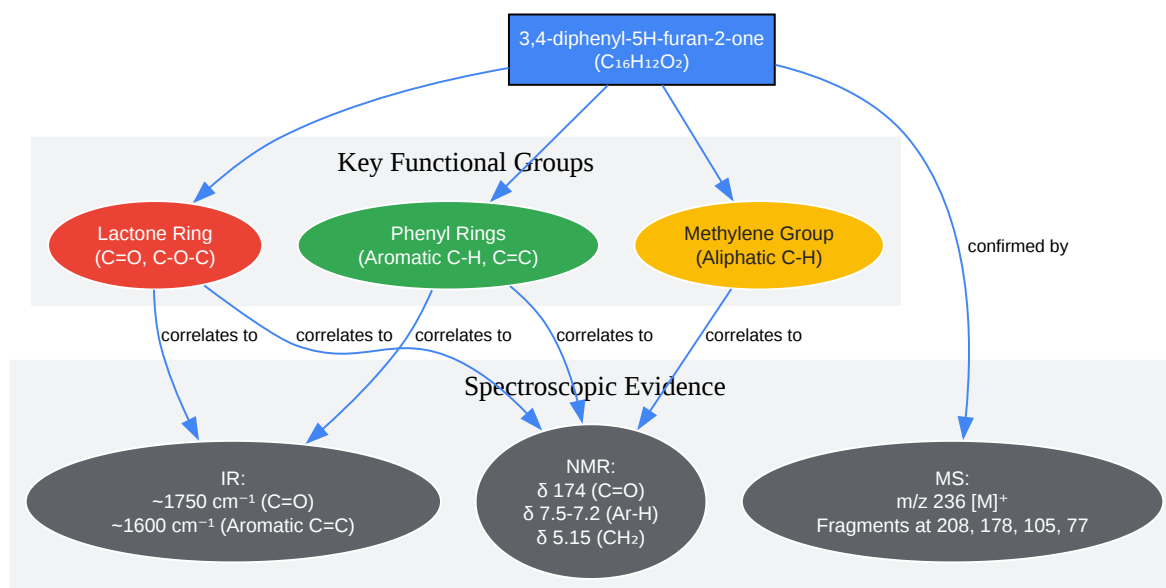 3,4-diphenyl-5H-furan-2-one
(C₁₆H₁₂O₂)
Key Functional Groups
Lactone Ring
(C=O, C-O-C)
Phenyl Rings
(Aromatic C-H, C=C)
Methylene Group
(Aliphatic C-H)
confirmed by
correlates to
correlates to
correlates to
correlates to
correlates to
Spectroscopic Evidence
IR:
~1750 cm⁻¹ (C=O)
~1600 cm⁻¹ (Aromatic C=C)
NMR:
δ 174 (C=O)
δ 7.5-7.2 (Ar-H)
δ 5.15 (CH₂)
MS:
m/z 236 [M]⁺
Fragments at 208, 178, 105, 77